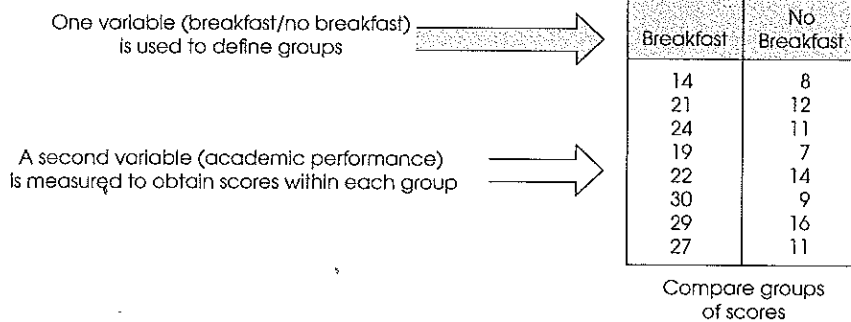 One variable (breakfast/no breakfast)
is used to define groups
A second variable (academic performance)
is measured to obtain scores within each group
Breakfast No Breakfast
14 8
21 12
24 11
19 7
22 14
30 9
29 16
27 11
Compare groups
of scores